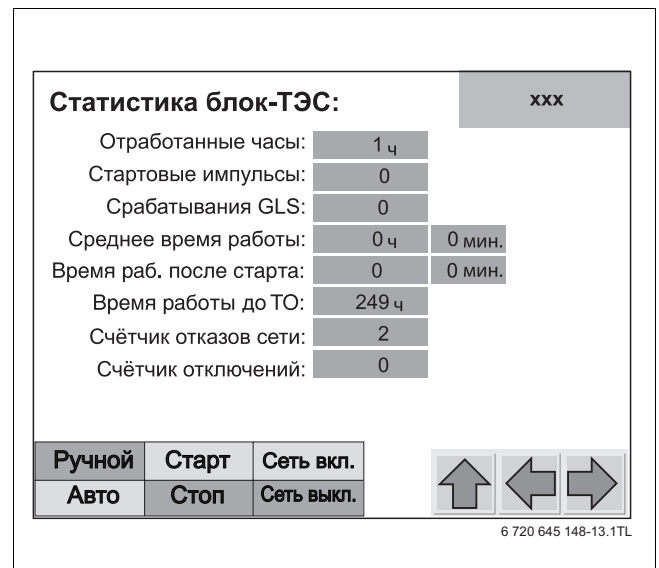 Статистика блок-ТЭС: xxx
Отработанные часы: 1 ч
Стартовые импульсы: 0
Срабатывания GLS: 0
Среднее время работы: 0 ч 0 мин.
Время раб. после старта: 0 0 мин.
Время работы до ТО: 249 ч
Счётчик отказов сети: 2
Счётчик отключений: 0
Ручной Старт Сеть вкл.
Авто Стоп Сеть выкл.
6 720 645 148-13.1TL